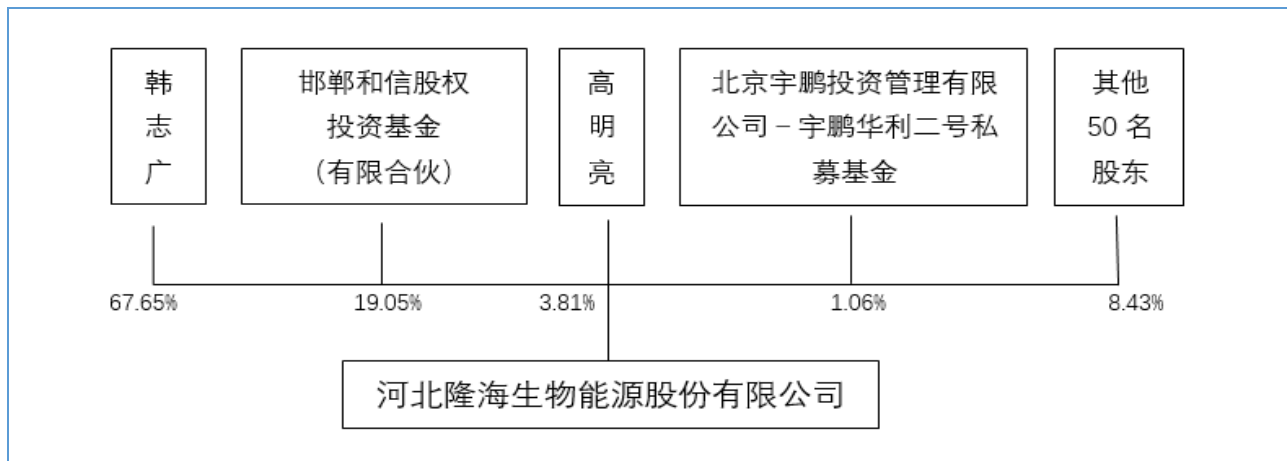 韩
志
广
邯郸和信股权
投资基金
（有限合伙）
高
明
亮
北京宇鹏投资管理有限
公司－宇鹏华利二号私
募基金
其他
50 名
股东
67.65%
19.05%
3.81%
1.06%
8.43%
河北隆海生物能源股份有限公司